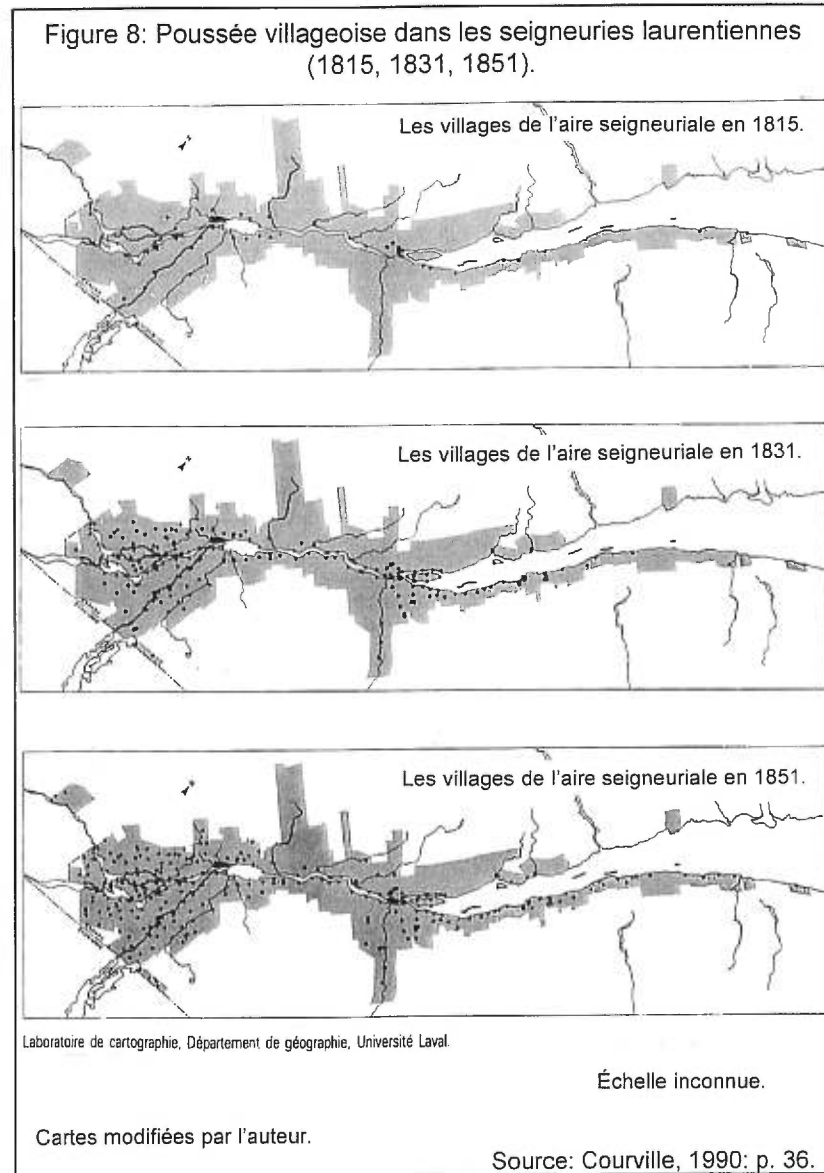 Figure 8: Poussée villageoise dans les seigneuries laurentiennes
(1815, 1831, 1851).
Les villages de l'aire seigneuriale en 1815.
Les villages de l'aire seigneuriale en 1831.
Les villages de l'aire seigneuriale en 1851.
Laboratoire de cartographie, Département de géographie, Université Laval.
Échelle inconnue.
Cartes modifiées par l'auteur.
Source: Courville, 1990: p. 36.